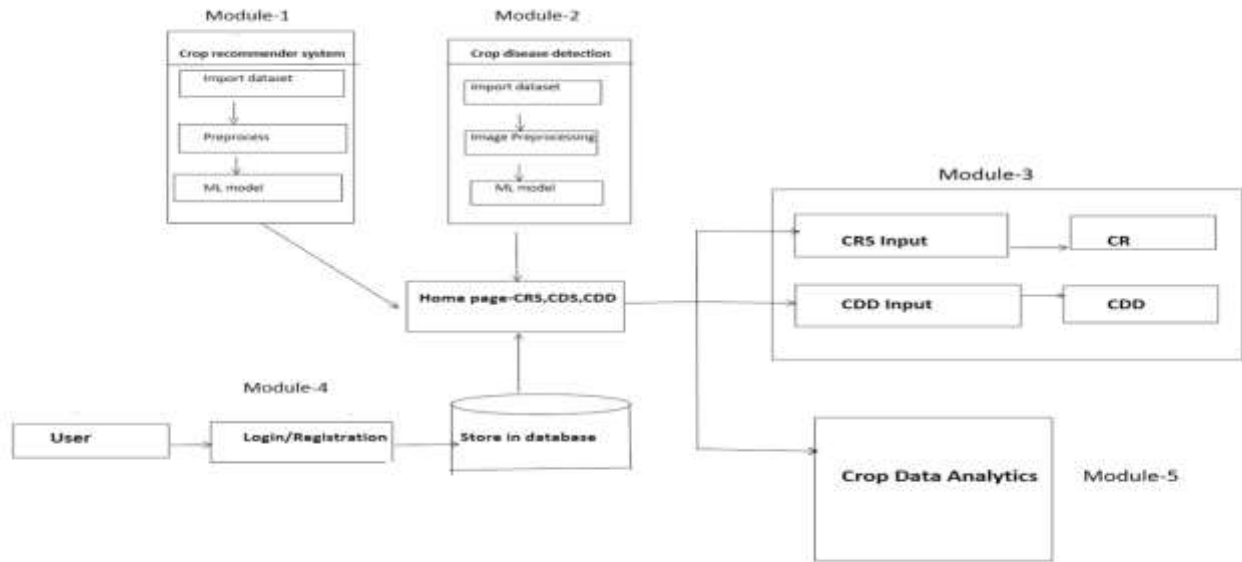 Module-1
Module-2
Crop recommender system
Import dataset
Preprocess
ML model
Crop disease detection
Import dataset
Image Preprocessing
ML model
Module-3
CRS Input
CR
CDD Input
CDD
Home page-CRS,CDS,CDD
Module-4
User
Login/Registration
Store in database
Crop Data Analytics
Module-5